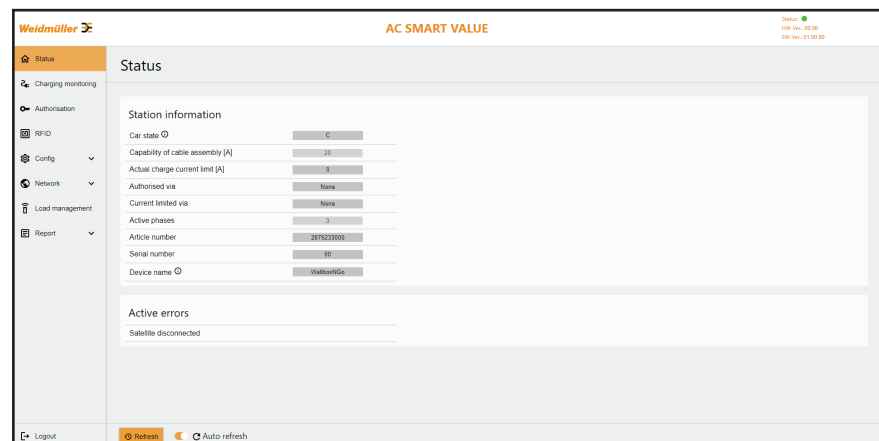 Weidmüller
AC SMART VALUE
Status:
HW-Ver.: 00.00
SW-Ver.: 01.00.00
Status
Charging monitoring
Authorisation
RFID
Config
Network
Load management
Report
Logout
Status
Station information
Car state C
Capability of cable assembly [A] 20
Actual charge current limit [A] 0
Authorised via None
Current limited via None
Active phases 3
Article number 2875233000
Serial number 00
Device name WallboxNGo
Active errors
Satellite disconnected
Refresh Auto refresh